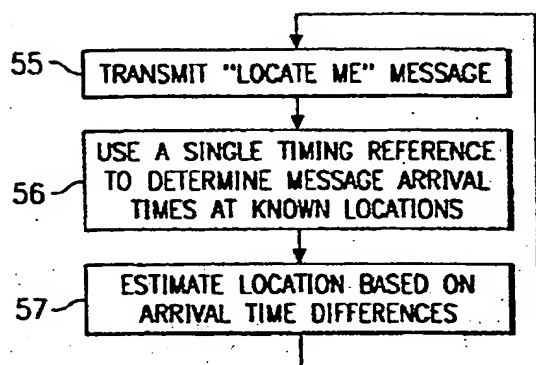 55
TRANSMIT "LOCATE ME" MESSAGE
56
USE A SINGLE TIMING REFERENCE
TO DETERMINE MESSAGE ARRIVAL
TIMES AT KNOWN LOCATIONS
57
ESTIMATE LOCATION BASED ON
ARRIVAL TIME DIFFERENCES